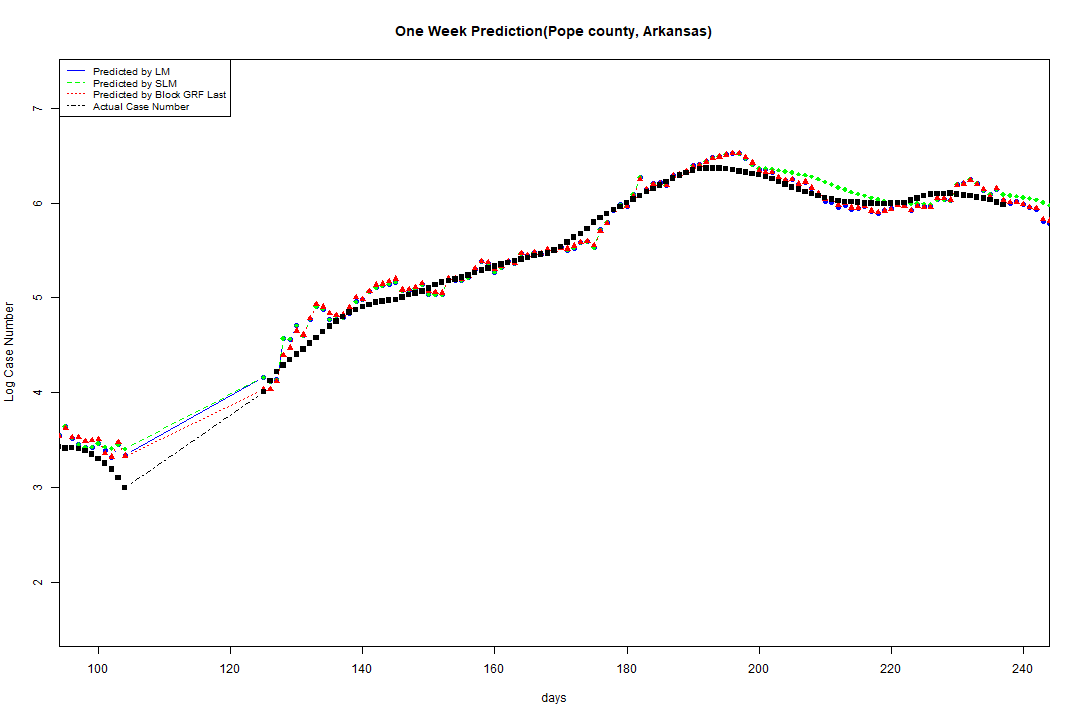 One Week Prediction(Pope county, Arkansas)
Predicted by LM
Predicted by SLM
Predicted by Block GRF Last
Actual Case Number
7
6
5
4
3
2
Log Case Number
100 120 140 160 180 200 220 240
days